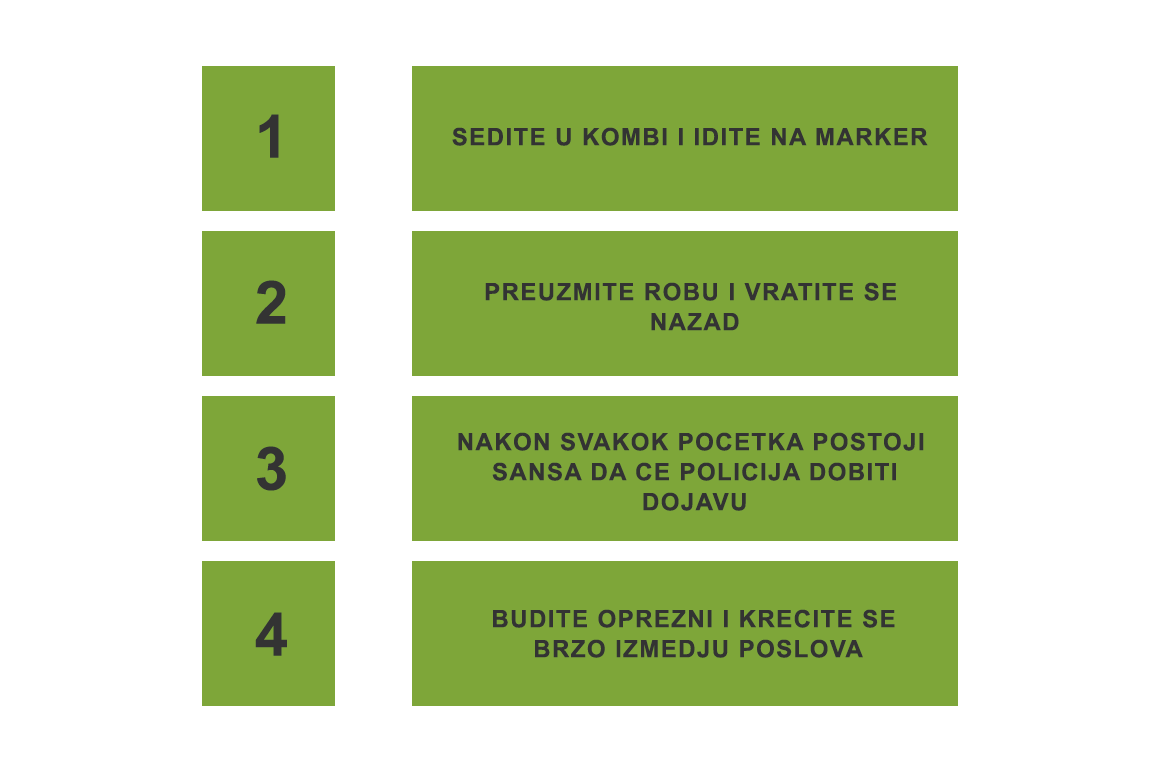 1
SEDITE U KOMBI I IDITE NA MARKER
2
PREUZMITE ROBU I VRATITE SE
NAZAD
3
NAKON SVAKOK POCETKA POSTOJI
SANSA DA CE POLICIJA DOBITI
DOJAVU
4
BUDITE OPREZNI I KRECITE SE
BRZO IZMEDJU POSLOVA